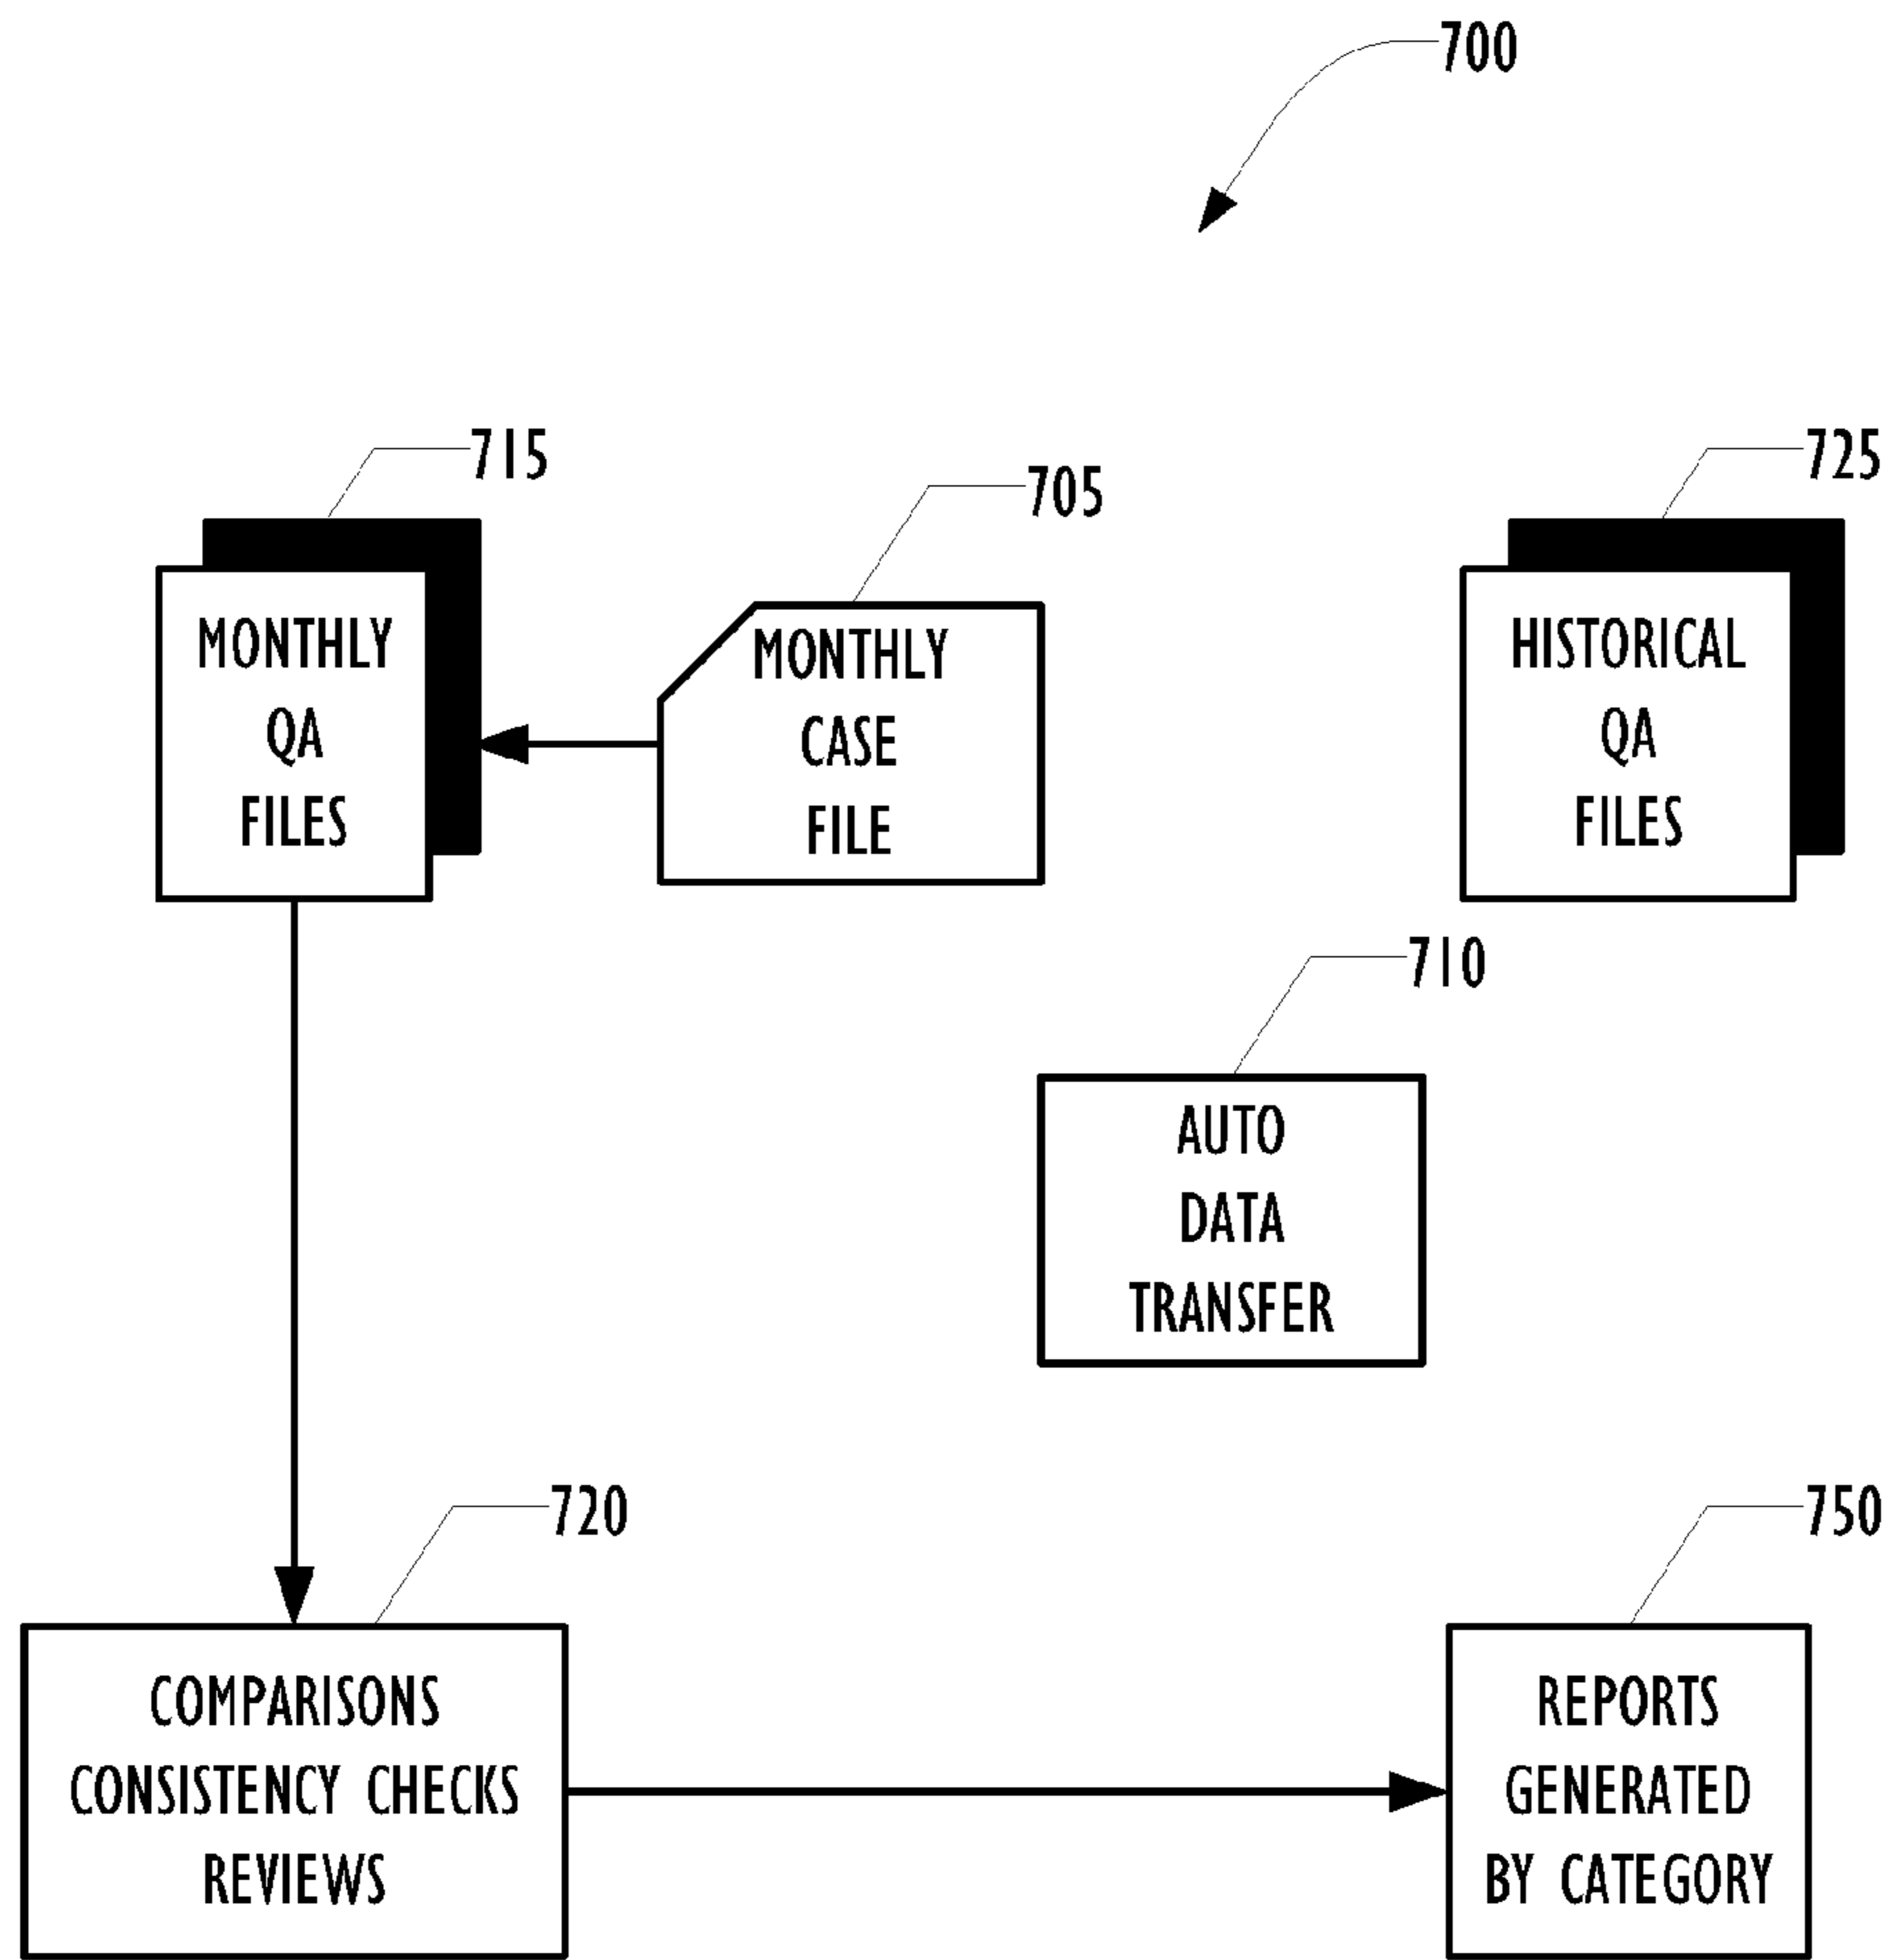 700
715
705
725
MONTHLY
QA
FILES
MONTHLY
CASE
FILE
HISTORICAL
QA
FILES
710
AUTO
DATA
TRANSFER
720
750
COMPARISONS
CONSISTENCY CHECKS
REVIEWS
REPORTS
GENERATED
BY CATEGORY